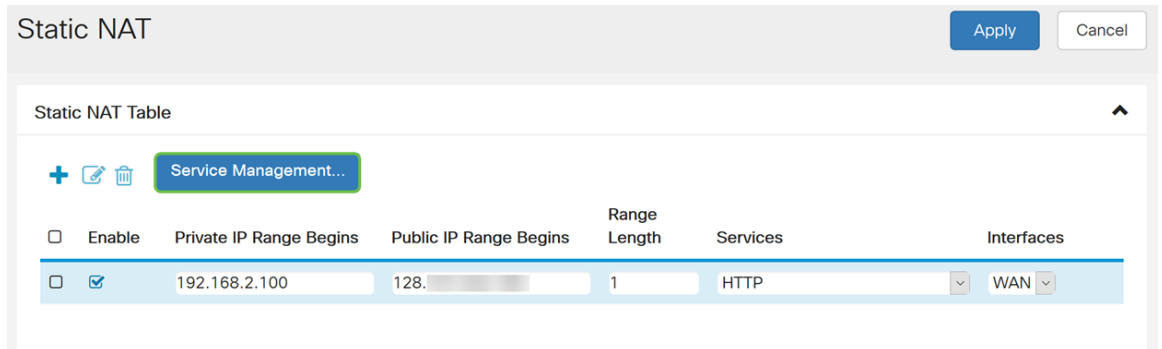 Static NAT
Apply
Cancel
Static NAT Table
Service Management...
Enable
Private IP Range Begins
Public IP Range Begins
Range
Length
Services
Interfaces
192.168.2.100
128.
1
HTTP
WAN